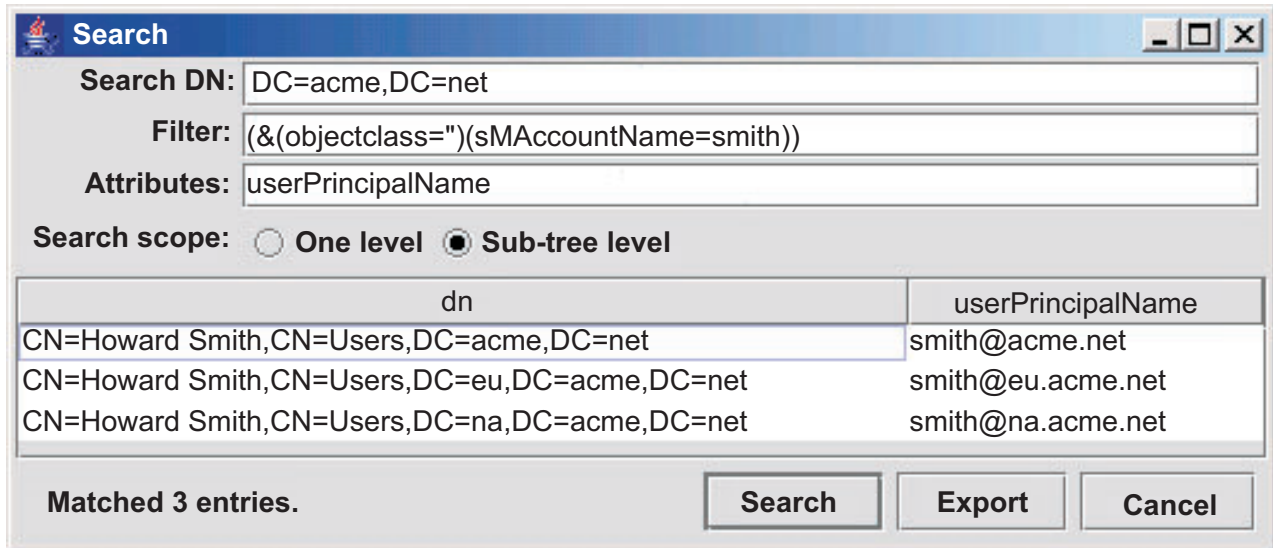 Search
Search DN: DC=acme,DC=net
Filter: (&(objectclass=")(sMAccountName=smith))
Attributes: userPrincipalName
Search scope: One level Sub-tree level
dn userPrincipalName
CN=Howard Smith,CN=Users,DC=acme,DC=net smith@acme.net
CN=Howard Smith,CN=Users,DC=eu,DC=acme,DC=net smith@eu.acme.net
CN=Howard Smith,CN=Users,DC=na,DC=acme,DC=net smith@na.acme.net
Matched 3 entries. Search Export Cancel